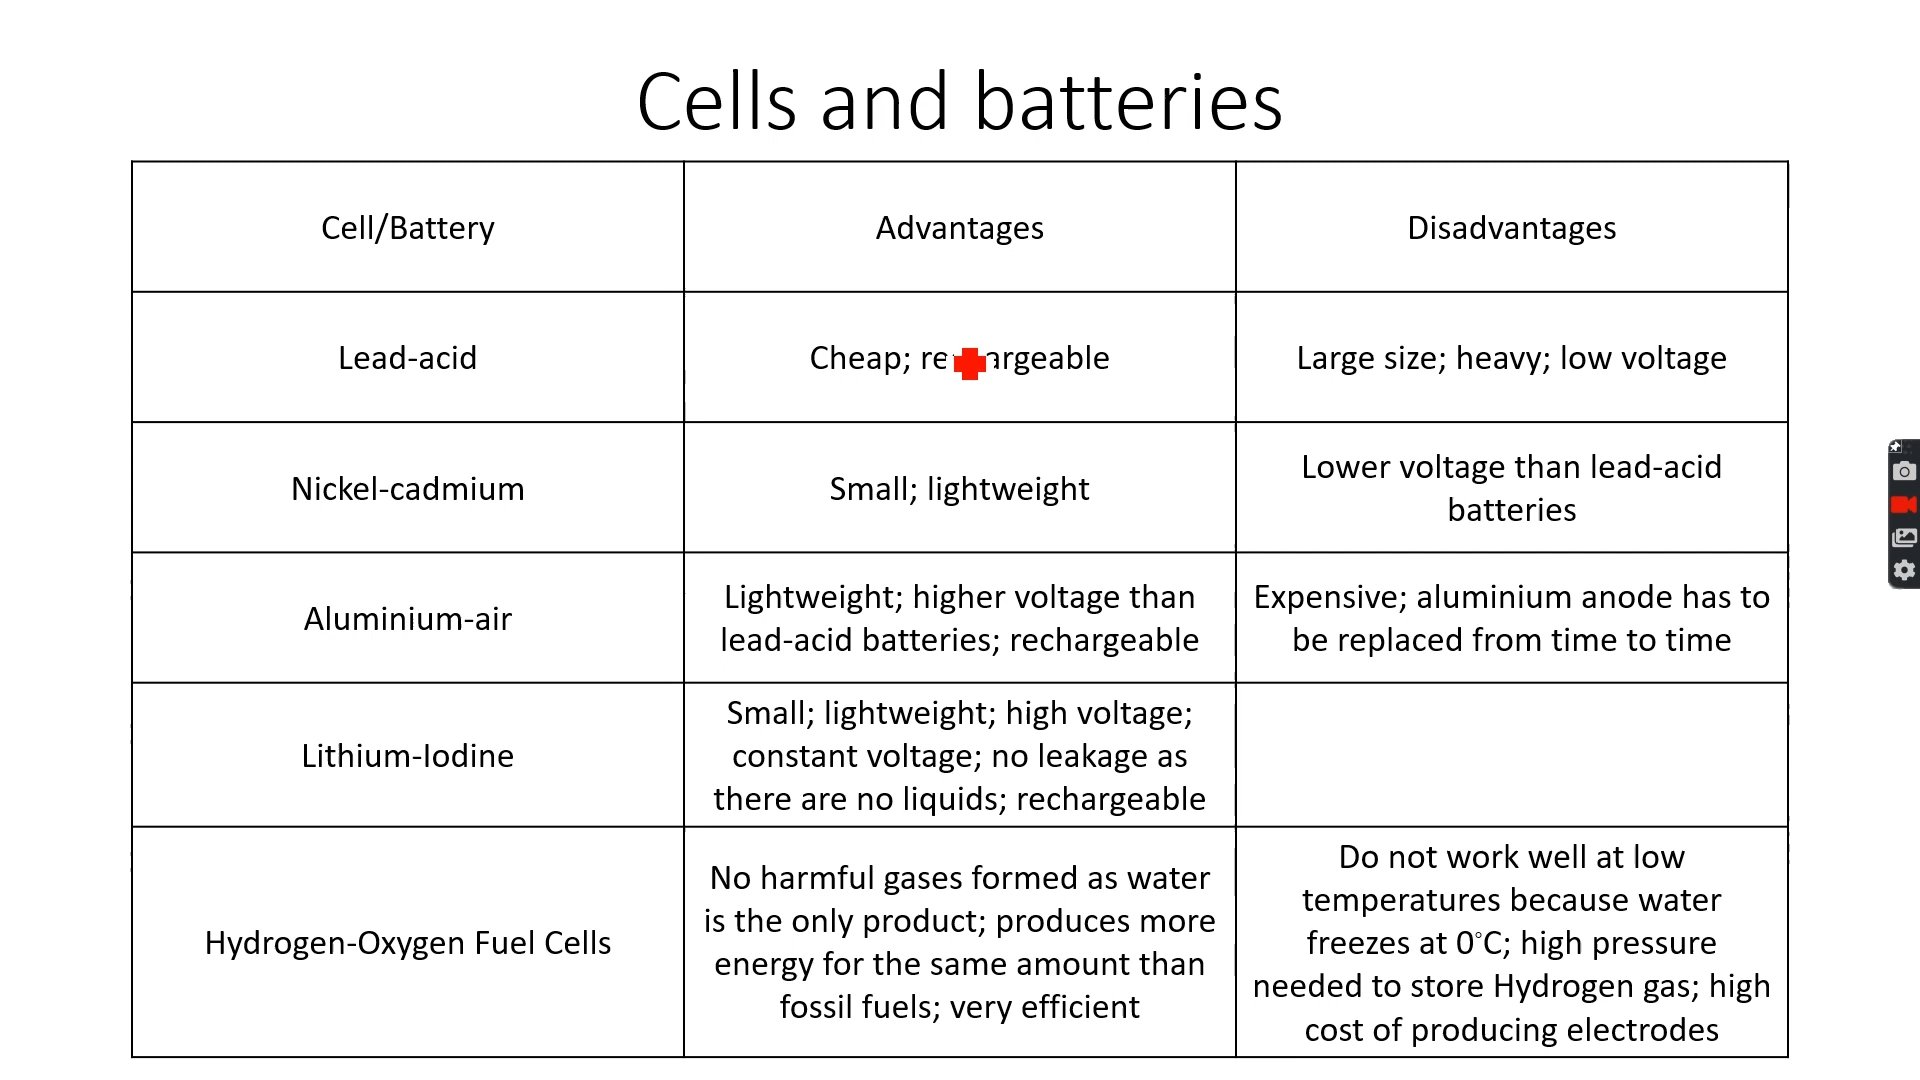 Cells and batteries
Cell/Battery
Advantages
Disadvantages
Lead-acid
Cheap;
Large size; heavy; low voltage
Nickel-cadmium
Small; lightweight
Lower voltage than lead-acid
batteries
Aluminium-air
Lightweight; higher voltage than
lead-acid batteries; rechargeable
Expensive; aluminium anode has to
be replaced from time to time
Lithium-Iodine
Small; lightweight; high voltage;
constant voltage; no leakage as
there are no liquids; rechargeable
Hydrogen-Oxygen Fuel Cells
No harmful gases formed as water
is the only product; produces more
energy for the same amount than
fossil fuels; very efficient
Do not work well at low
temperatures because water
freezes at 0°C; high pressure
needed to store Hydrogen gas; high
cost of producing electrodes